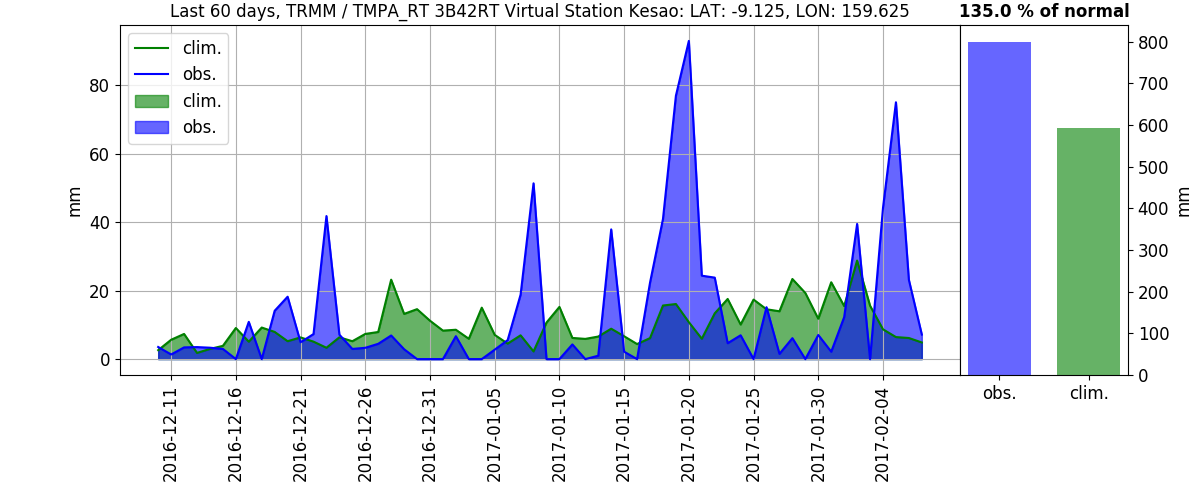 Last 60 days, TRMM / TMPA_RT 3B42RT Virtual Station Kesao: LAT: -9.125, LON: 159.625
135.0 % of normal
clim.
obs.
clim.
obs.
mm
80
60
40
20
0
2016-12-11
2016-12-16
2016-12-21
2016-12-26
2016-12-31
2017-01-05
2017-01-10
2017-01-15
2017-01-20
2017-01-25
2017-01-30
2017-02-04
800
700
600
500
400
300
200
100
0
mm
obs.
clim.